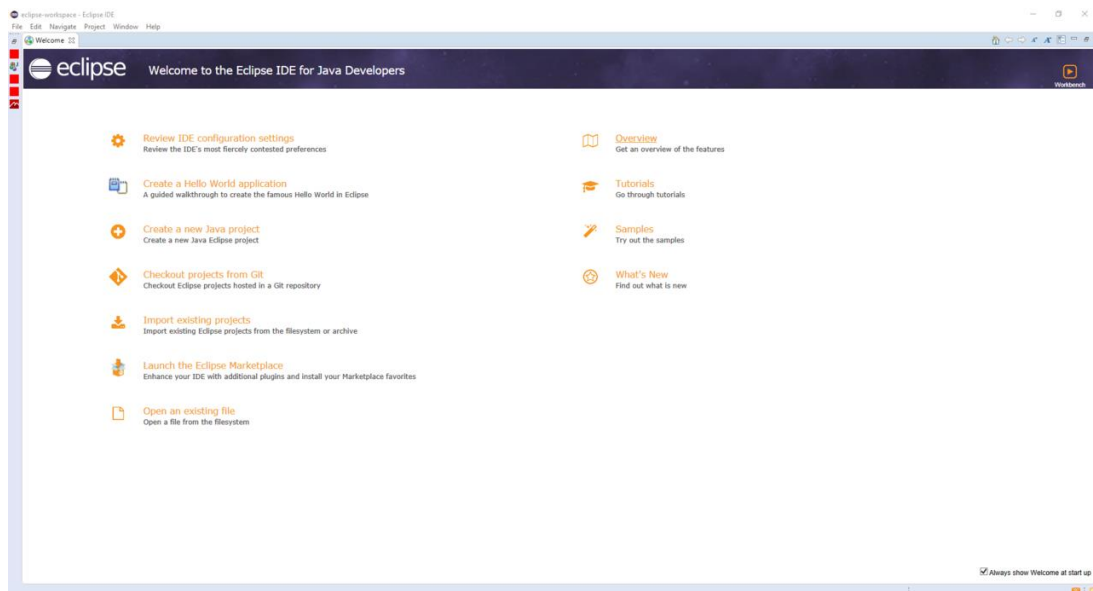 eclipse-workspace - Eclipse IDE
File Edit Navigate Project Window Help
Welcome
eclipse Welcome to the Eclipse IDE for Java Developers
Workbench
Review IDE configuration settings
Review the IDE's most fiercely contested preferences
Create a Hello World application
A guided walkthrough to create the famous Hello World in Eclipse
Create a new Java project
Create a new Java Eclipse project
Checkout projects from Git
Checkout Eclipse projects hosted in a Git repository
Import existing projects
Import existing Eclipse projects from the filesystem or archive
Launch the Eclipse Marketplace
Enhance your IDE with additional plugins and install your Marketplace favorites
Open an existing file
Open a file from the filesystem
Overview
Get an overview of the features
Tutorials
Go through tutorials
Samples
Try out the samples
What's New
Find out what is new
Always show Welcome at start up